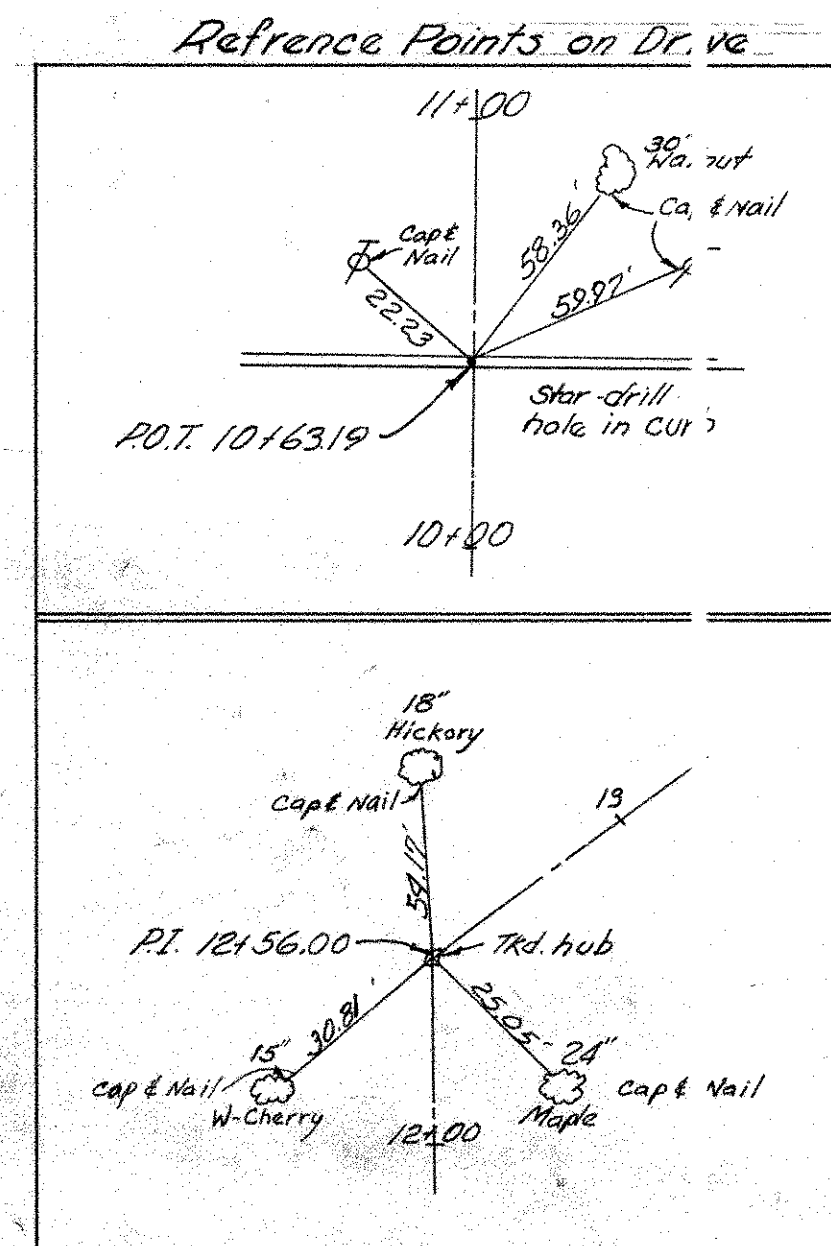 Refrence Points on Dr ve
11+00
30'
Wa nut
Cap &
Nail
Ca & Nail
58.36'
59.97'
22.23
Star-drill
hole in cur
P.O.T. 10+63.19
10+00
18"
Hickory
Cap & Nail
13
54.17'
P.I. 12+56.00
Tkd. hub
30.81'
25.05'
15"
24"
Cap & Nail
Cap & Nail
W-Cherry
Maple
12+00